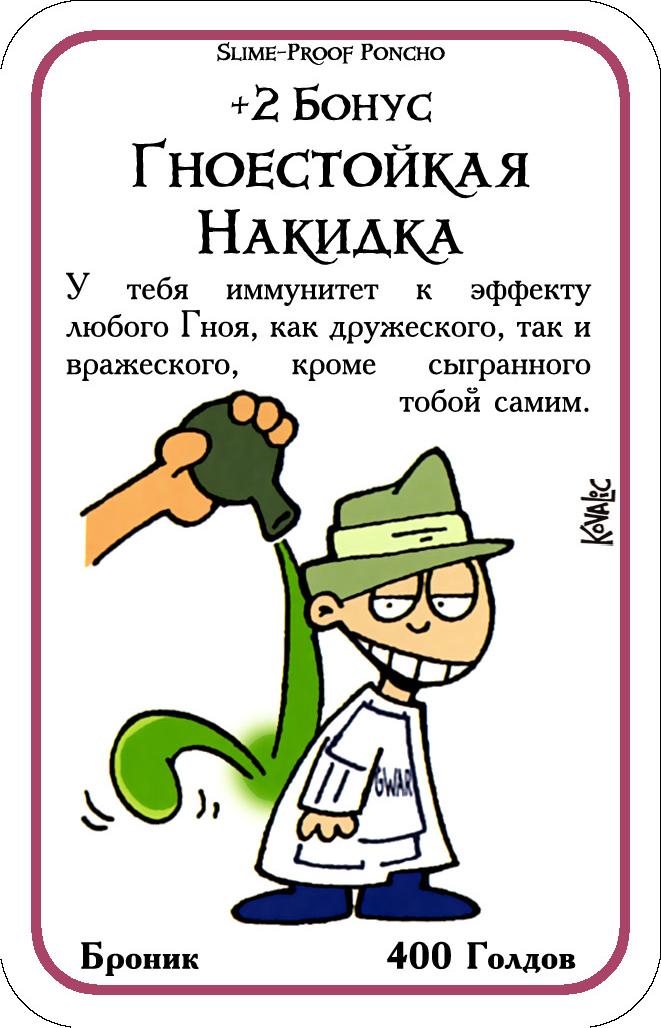 Slime-Proof Poncho
+2 Бонус
Гноестойкая
Накидка
У тебя иммунитет к эффекту
любого Гноя, как дружеского, так и
вражеского, кроме сыгранного
тобой самим.
KOVALIC
GWAR
Броник 400 Голдов